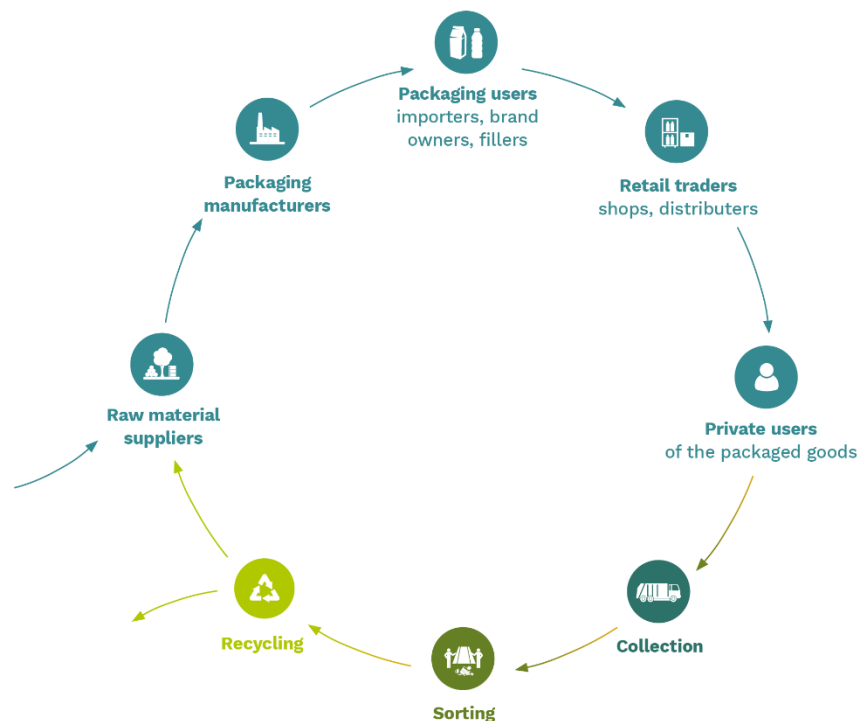 Packaging users
importers, brand
owners, fillers
Retail traders
shops, distributers
Private users
of the packaged goods
Collection
Sorting
Recycling
Raw material
suppliers
Packaging
manufacturers